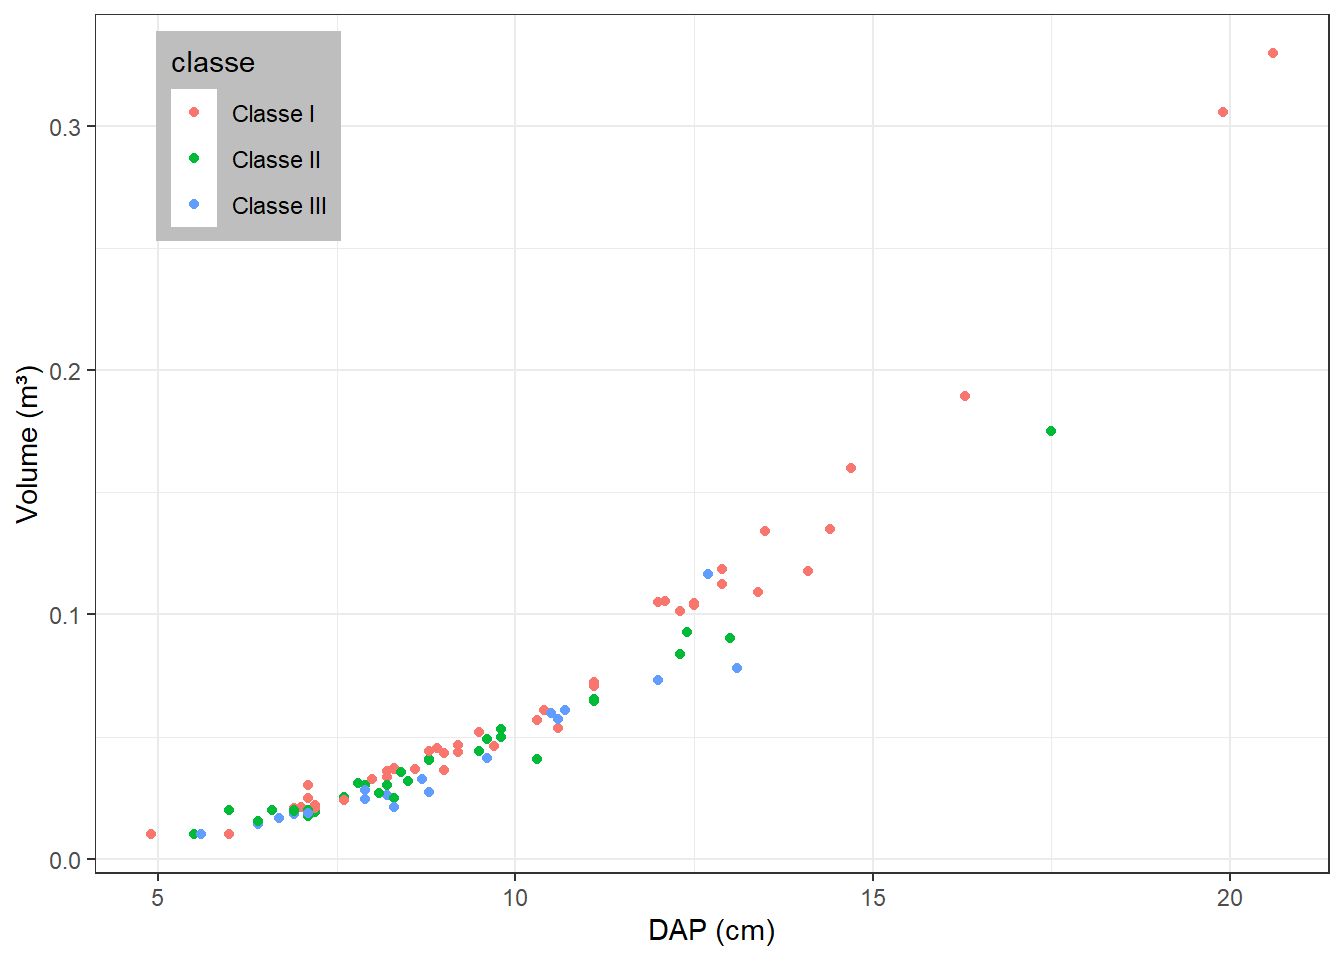 classe
Classe I
Classe II
Classe III
0.3
0.2
0.1
0.0
Volume (m³)
5
10
15
20
DAP (cm)